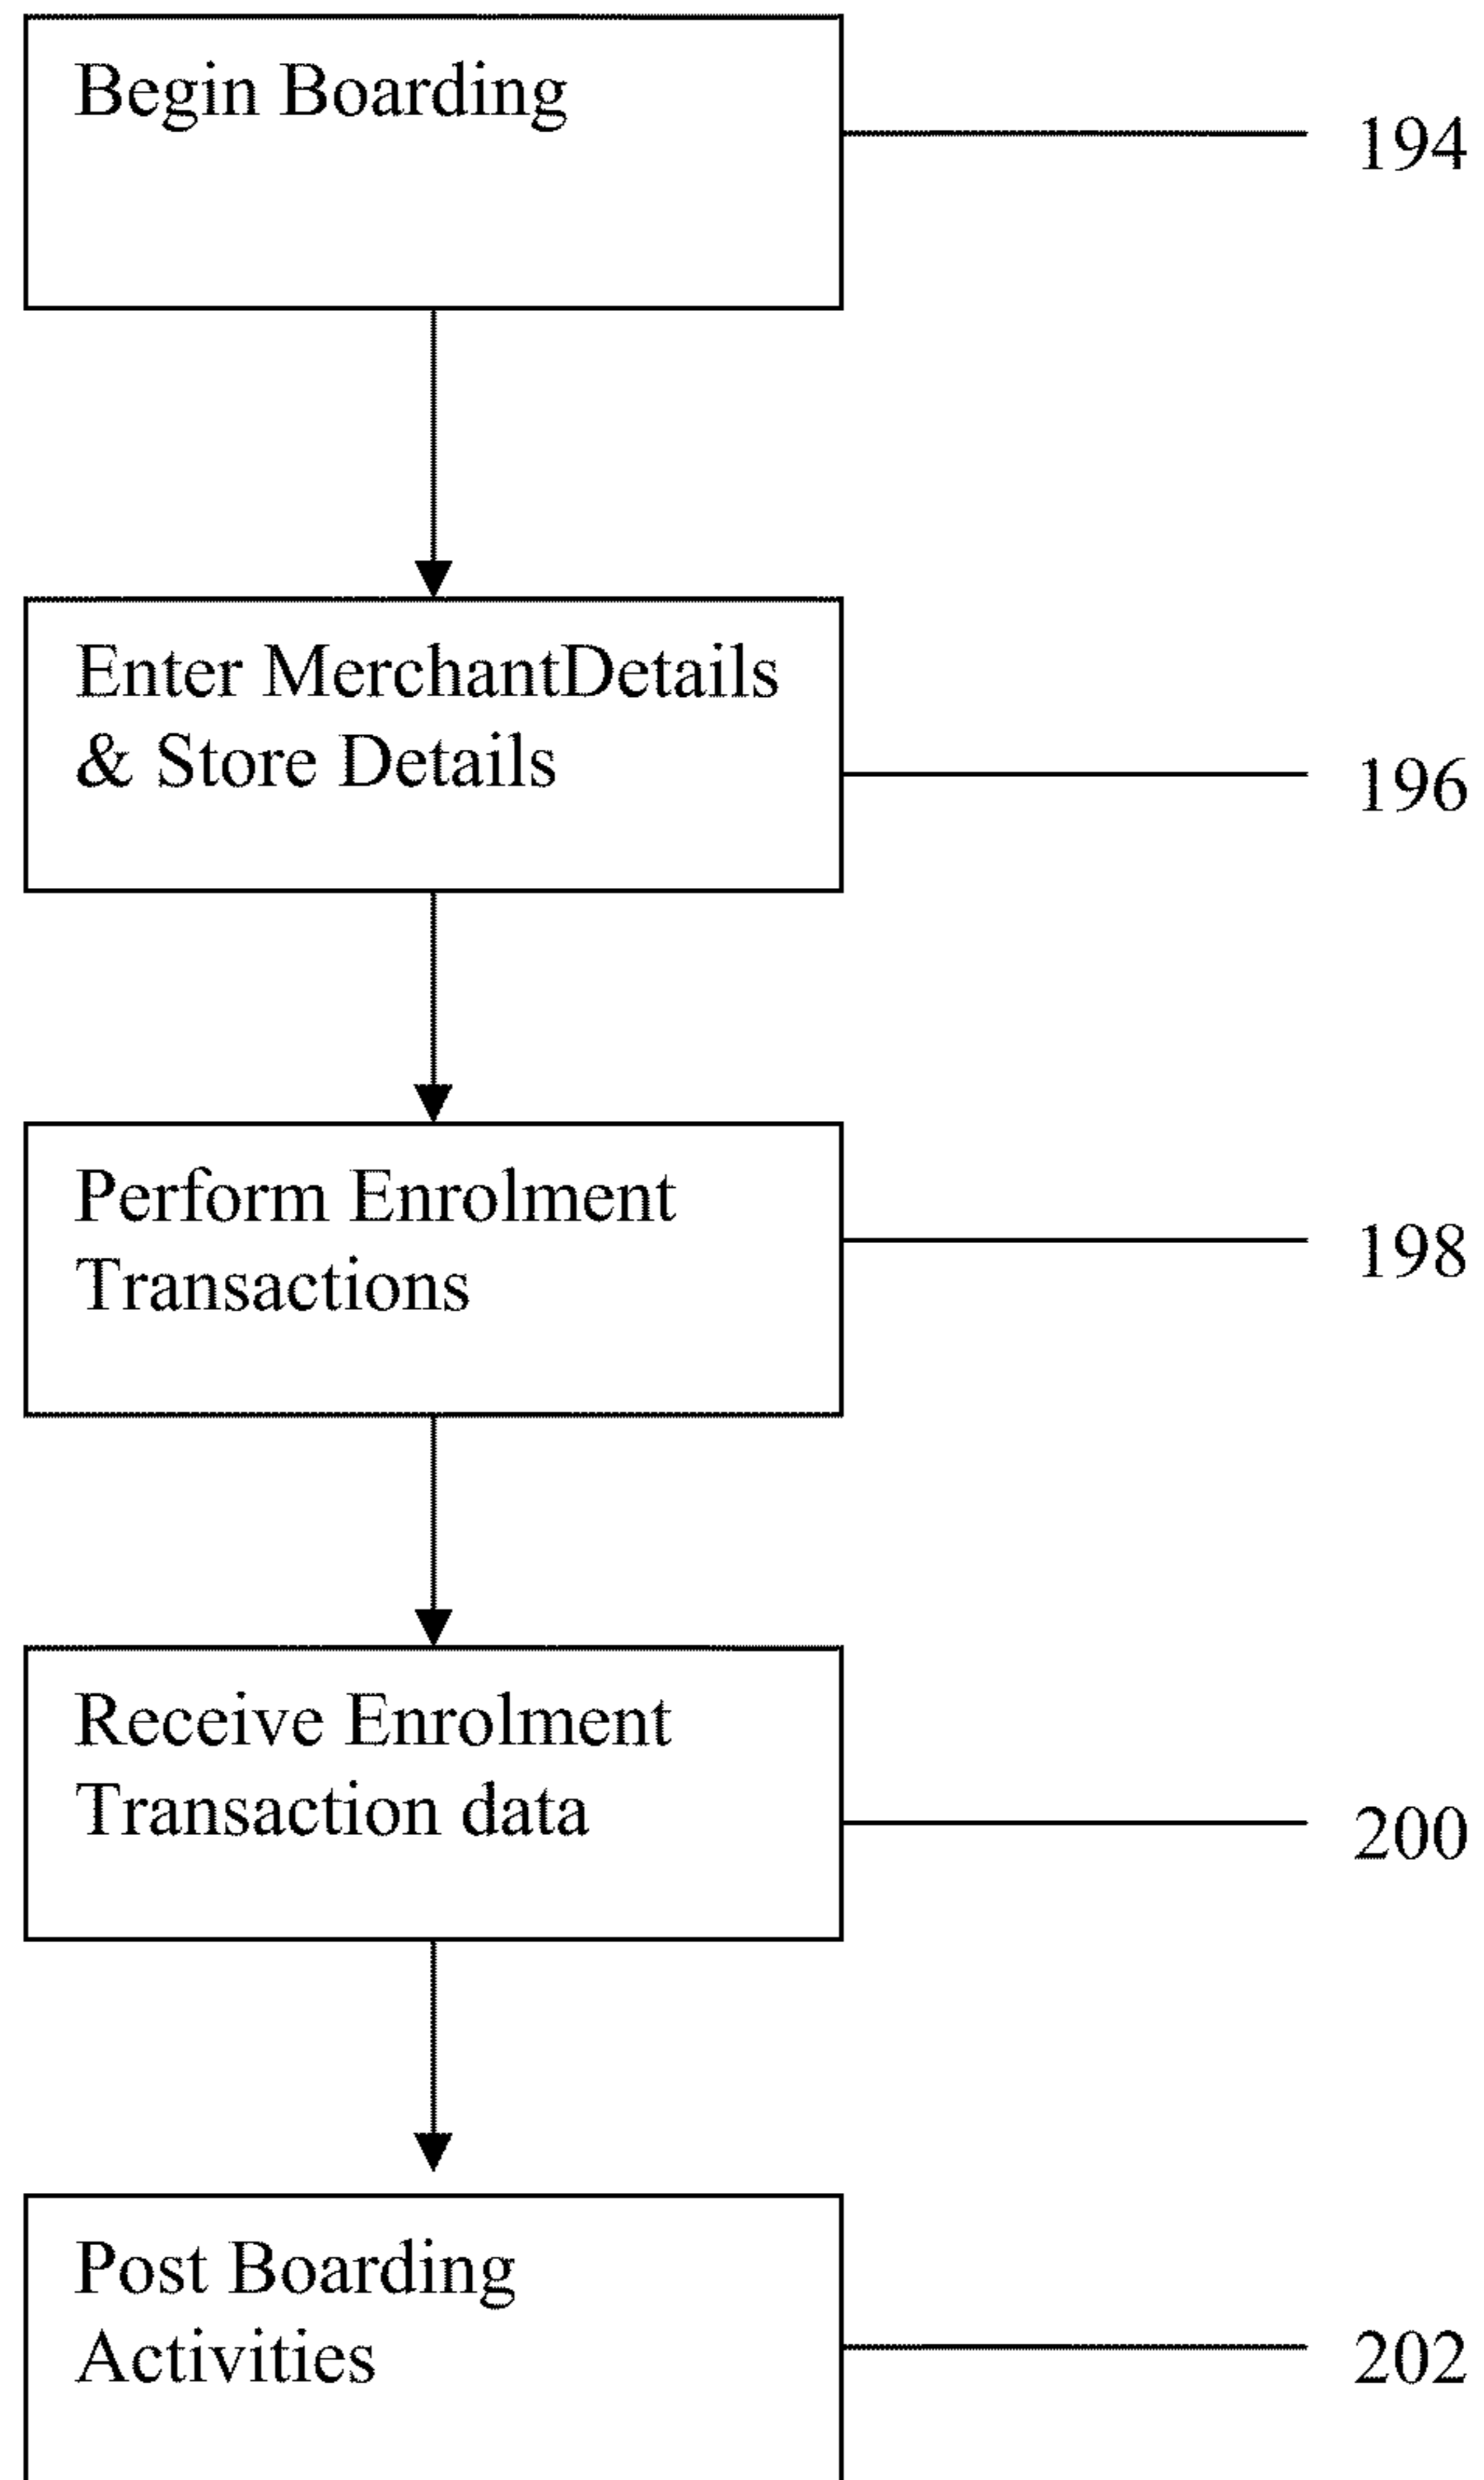 Begin Boarding
194
Enter MerchantDetails
& Store Details
196
Perform Enrolment
Transactions
198
Receive Enrolment
Transaction data
200
Post Boarding
Activities
202